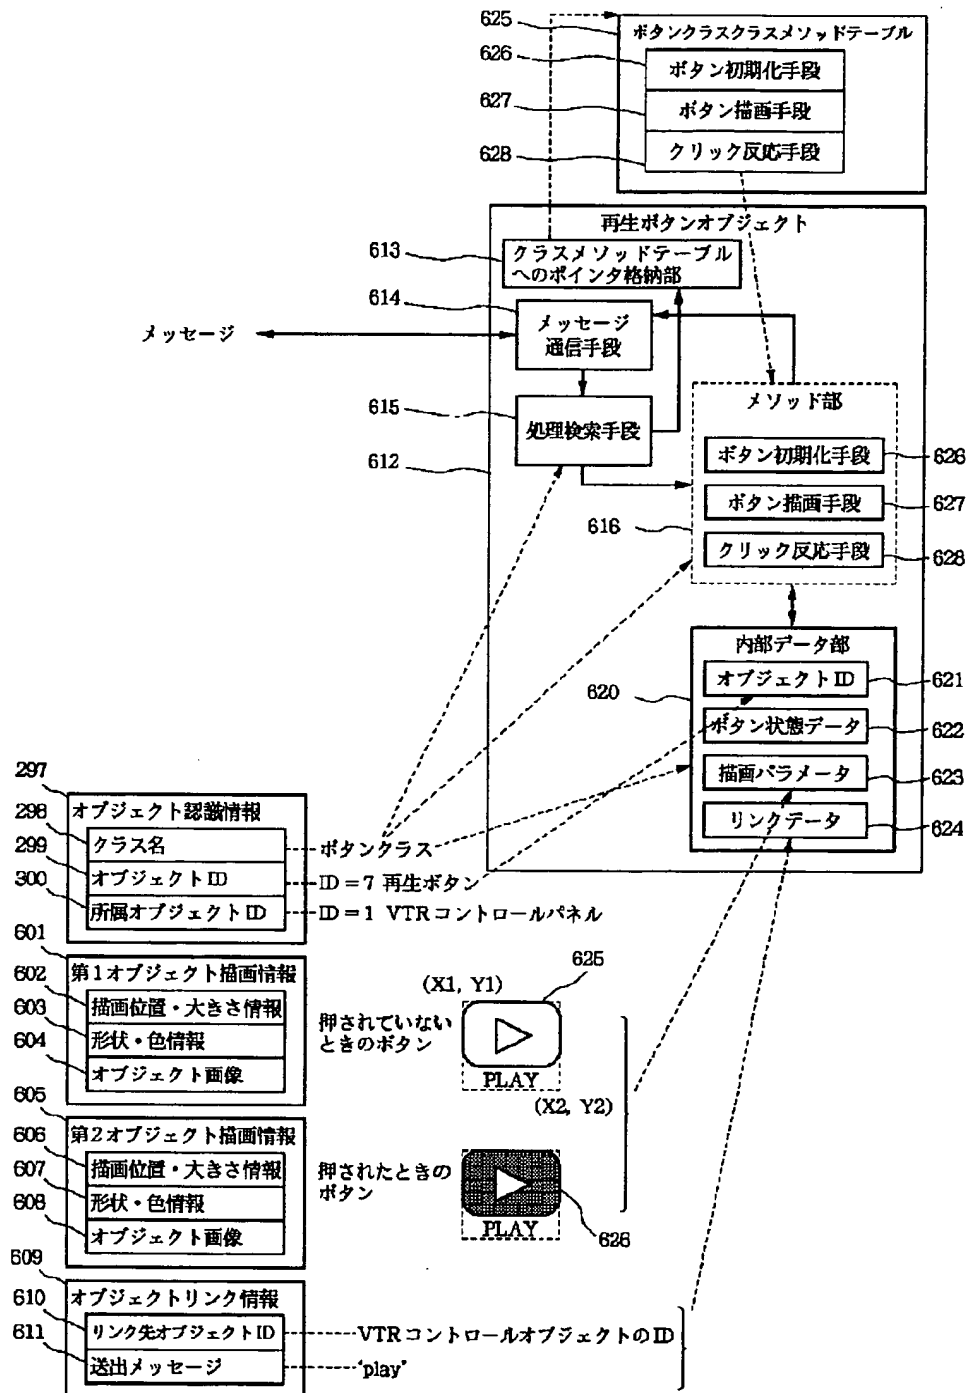 625
ボタンクラスクラスメソッドテーブル
626
ボタン初期化手段
627
ボタン描画手段
628
クリック反応手段
再生ボタンオブジェクト
613
クラスメソッドテーブル
へのポインタ格納部
614
メッセージ
メッセージ
通信手段
615
処理検索手段
612
メソッド部
ボタン初期化手段
626
ボタン描画手段
627
616
クリック反応手段
628
内部データ部
620
オブジェクトID
621
ボタン状態データ
622
描画パラメータ
623
リンクデータ
624
297
オブジェクト認識情報
298
クラス名
ボタンクラス
299
オブジェクトID
ID=7 再生ボタン
300
所属オブジェクトID
ID=1 VTRコントロールパネル
601
第1オブジェクト描画情報
602
描画位置・大きさ情報
603
形状・色情報
604
オブジェクト画像
押されていない
ときのボタン
(X1, Y1)
625
PLAY
(X2, Y2)
605
第2オブジェクト描画情報
606
描画位置・大きさ情報
607
形状・色情報
608
オブジェクト画像
押されたときの
ボタン
PLAY
626
609
オブジェクトリンク情報
610
リンク先オブジェクトID
VTRコントロールオブジェクトのID
611
送出メッセージ
'play'